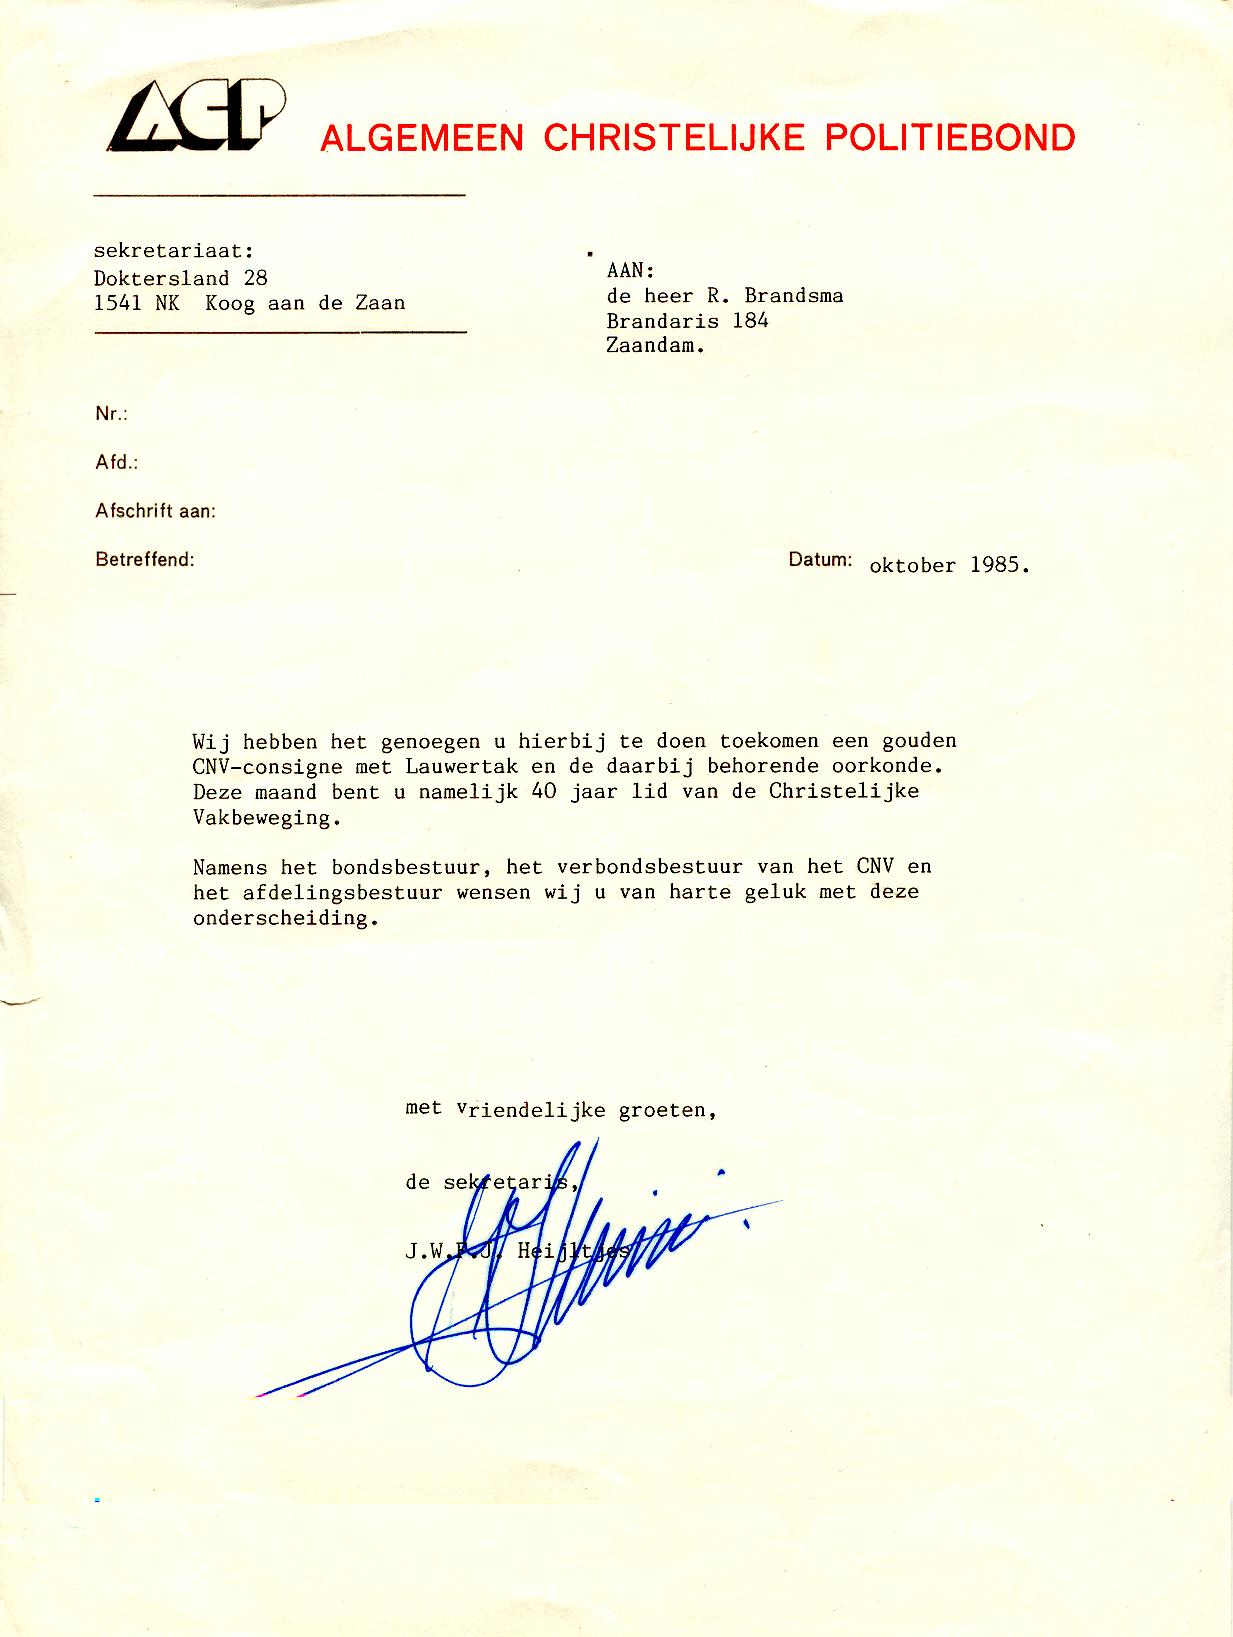 ACP ALGEMEEN CHRISTELIJKE POLITIEBOND
sekretariaat:
Doktersland 28
1541 NK Koog aan de Zaan
AAN:
de heer R. Brandsma
Brandaris 184
Zaandam.
Nr.:
Afd.:
Afschrift aan:
Betreffend:
Datum: oktober 1985.
Wij hebben het genoegen u hierbij te doen toekomen een gouden
CNV-consigne met Lauwertak en de daarbij behorende oorkonde.
Deze maand bent u namelijk 40 jaar lid van de Christelijke
Vakbeweging.
Namens het bondsbestuur, het verbondsbestuur van het CNV en
het afdelingsbestuur wensen wij u van harte geluk met deze
onderscheiding.
met vriendelijke groeten,
de sekretaris,
J.W.F.J. Heijltjes